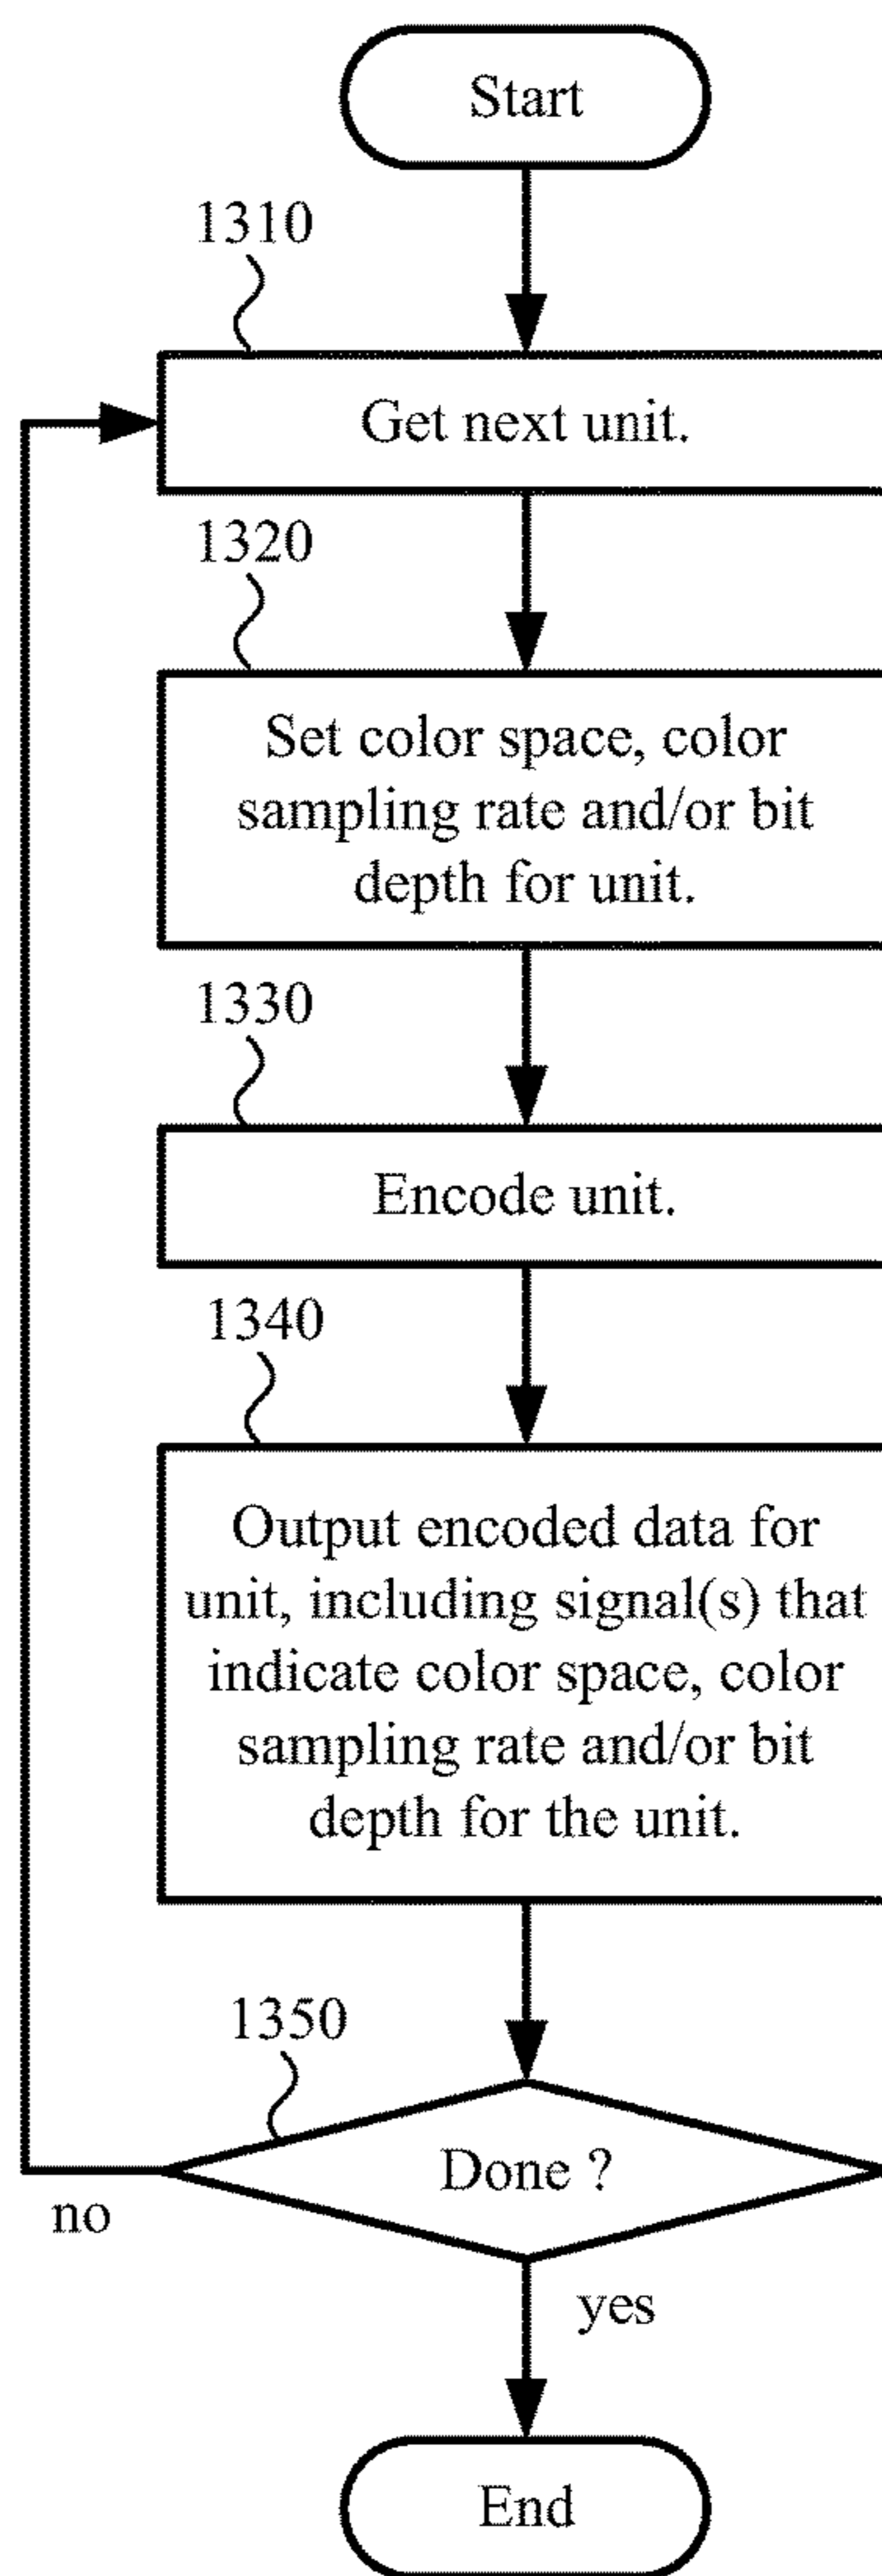 Start
1310
Get next unit.
1320
Set color space, color
sampling rate and/or bit
depth for unit.
1330
Encode unit.
1340
Output encoded data for
unit, including signal(s) that
indicate color space, color
sampling rate and/or bit
depth for the unit.
1350
Done ?
no
yes
End